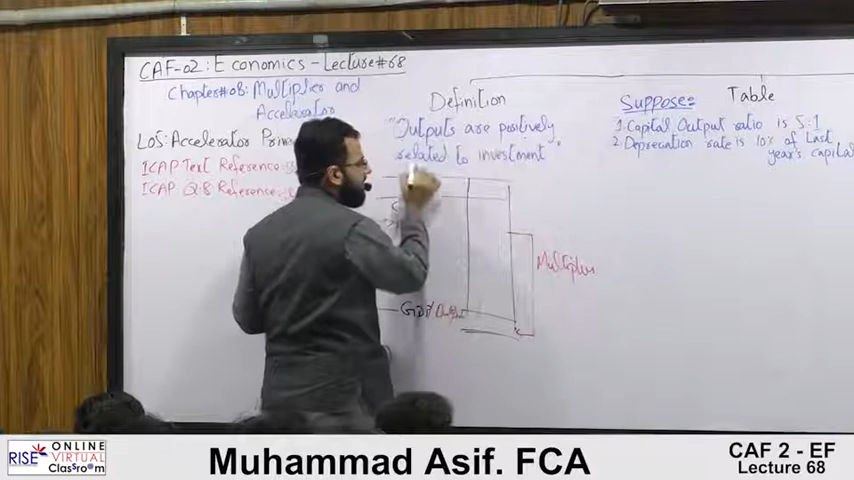 CAF-02: Economics - Lecture#68
Chapter#08: Multiplier and
Accelerator
LOS: Accelerator
ICAP Text Reference
ICAP Q.B Reference
Definition
"Outputs are positively
related to investment"
GDP/Output
Multiplier
Table
Suppose:
1. Capital Output ratio is 5:1
2. Depreciation rate is 10% of Last
year's capital
RISE
ONLINE
VIRTUAL
Classroom
Muhammad Asif. FCA
CAF 2 - EF
Lecture 68